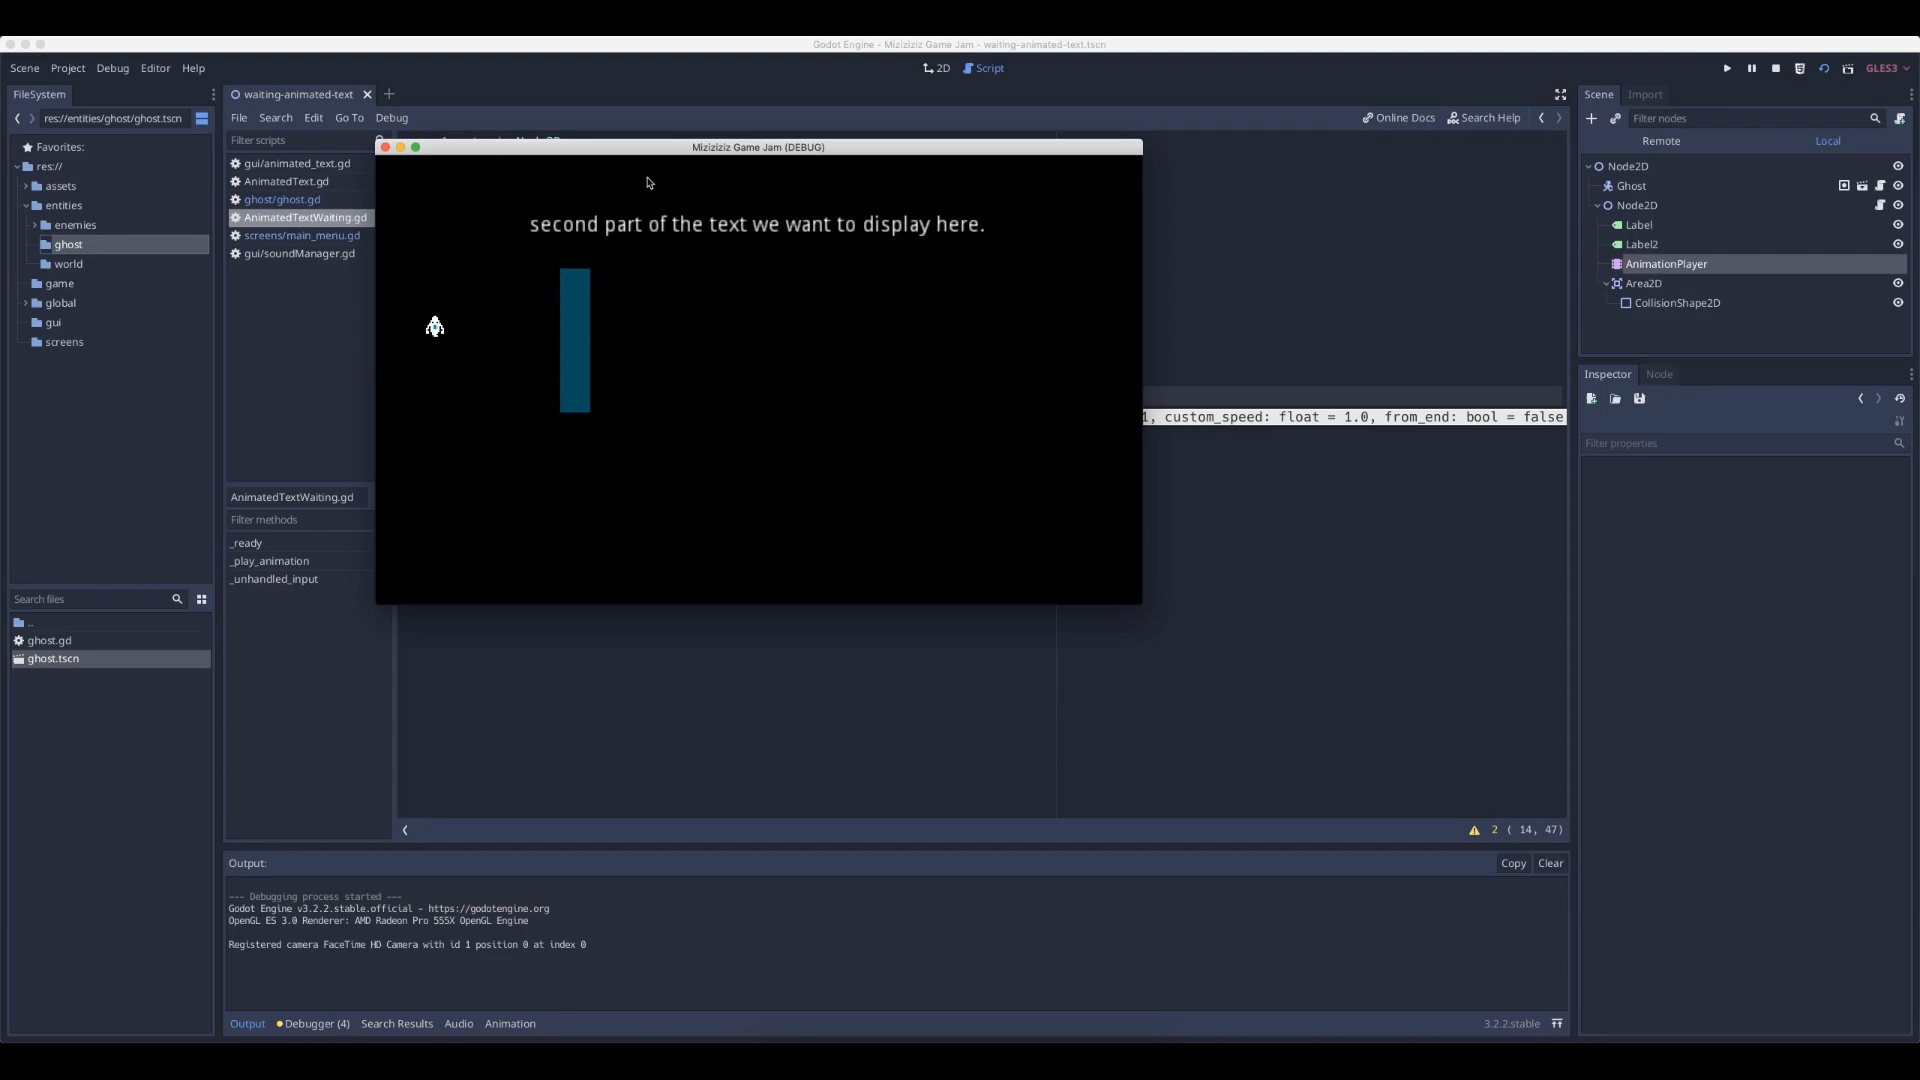 Godot Engine - Miziziziz Game Jam - waiting-animated-text.tscn
Scene Project Debug Editor Help
2D Script
GLES3
FileSystem
res://entities/ghost/ghost.tscn
Favorites:
res://
assets
entities
enemies
ghost
world
game
global
gui
screens
Search files
..
ghost.gd
ghost.tscn
waiting-animated-text
File Search Edit Go To Debug
Online Docs Search Help
Filter scripts
gui/animated_text.gd
AnimatedText.gd
ghost/ghost.gd
AnimatedTextWaiting.gd
screens/main_menu.gd
gui/soundManager.gd
AnimatedTextWaiting.gd
Filter methods
_ready
_play_animation
_unhandled_input
Miziziziz Game Jam (DEBUG)
second part of the text we want to display here.
1, custom_speed: float = 1.0, from_end: bool = false
2 ( 14, 47)
Output:
Copy Clear
--- Debugging process started ---
Godot Engine v3.2.2.stable.official - https://godotengine.org
OpenGL ES 3.0 Renderer: AMD Radeon Pro 555X OpenGL Engine
Registered camera FaceTime HD Camera with id 1 position 0 at index 0
Output Debugger (4) Search Results Audio Animation
3.2.2.stable
Scene Import
Filter nodes
Remote Local
Node2D
Ghost
Node2D
Label
Label2
AnimationPlayer
Area2D
CollisionShape2D
Inspector Node
Filter properties